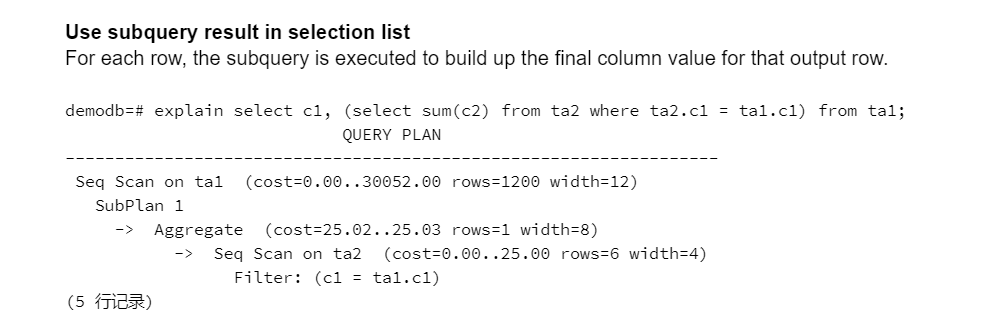 Use subquery result in selection list
For each row, the subquery is executed to build up the final column value for that output row.
demodb=# explain select c1, (select sum(c2) from ta2 where ta2.c1 = ta1.c1) from ta1;
QUERY PLAN
------------------------------------------------------------------
Seq Scan on ta1  (cost=0.00..30052.00 rows=1200 width=12)
SubPlan 1
->  Aggregate  (cost=25.02..25.03 rows=1 width=8)
->  Seq Scan on ta2  (cost=0.00..25.00 rows=6 width=4)
Filter: (c1 = ta1.c1)
(5 行记录)